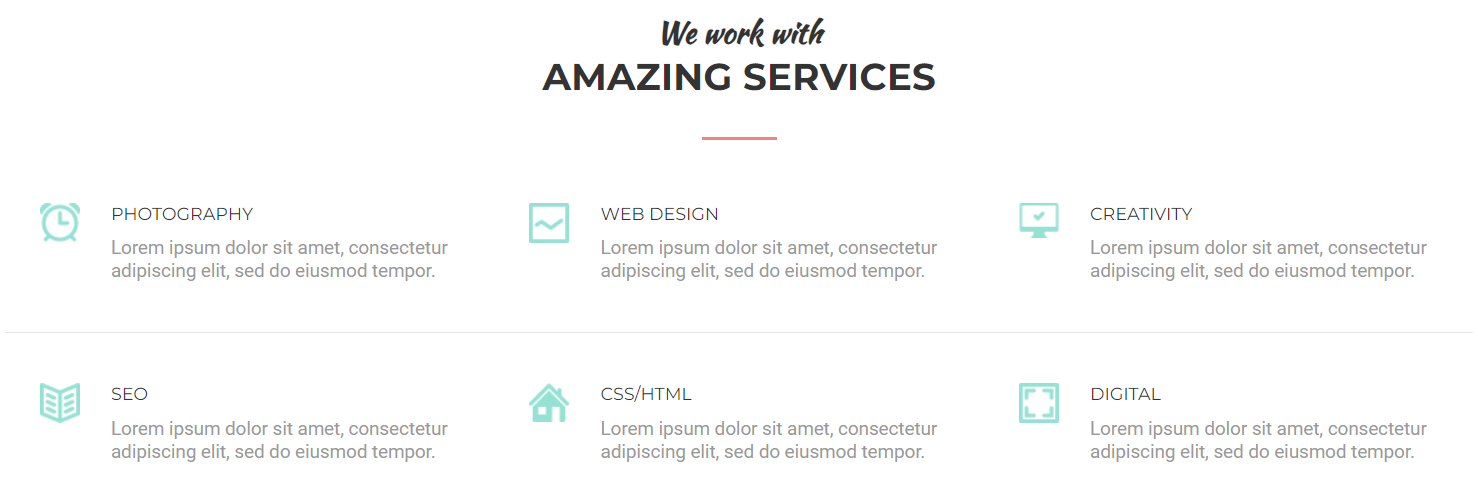 We work with
AMAZING SERVICES
PHOTOGRAPHY
Lorem ipsum dolor sit amet, consectetur
adipiscing elit, sed do eiusmod tempor.
WEB DESIGN
Lorem ipsum dolor sit amet, consectetur
adipiscing elit, sed do eiusmod tempor.
CREATIVITY
Lorem ipsum dolor sit amet, consectetur
adipiscing elit, sed do eiusmod tempor.
SEO
Lorem ipsum dolor sit amet, consectetur
adipiscing elit, sed do eiusmod tempor.
CSS/HTML
Lorem ipsum dolor sit amet, consectetur
adipiscing elit, sed do eiusmod tempor.
DIGITAL
Lorem ipsum dolor sit amet, consectetur
adipiscing elit, sed do eiusmod tempor.